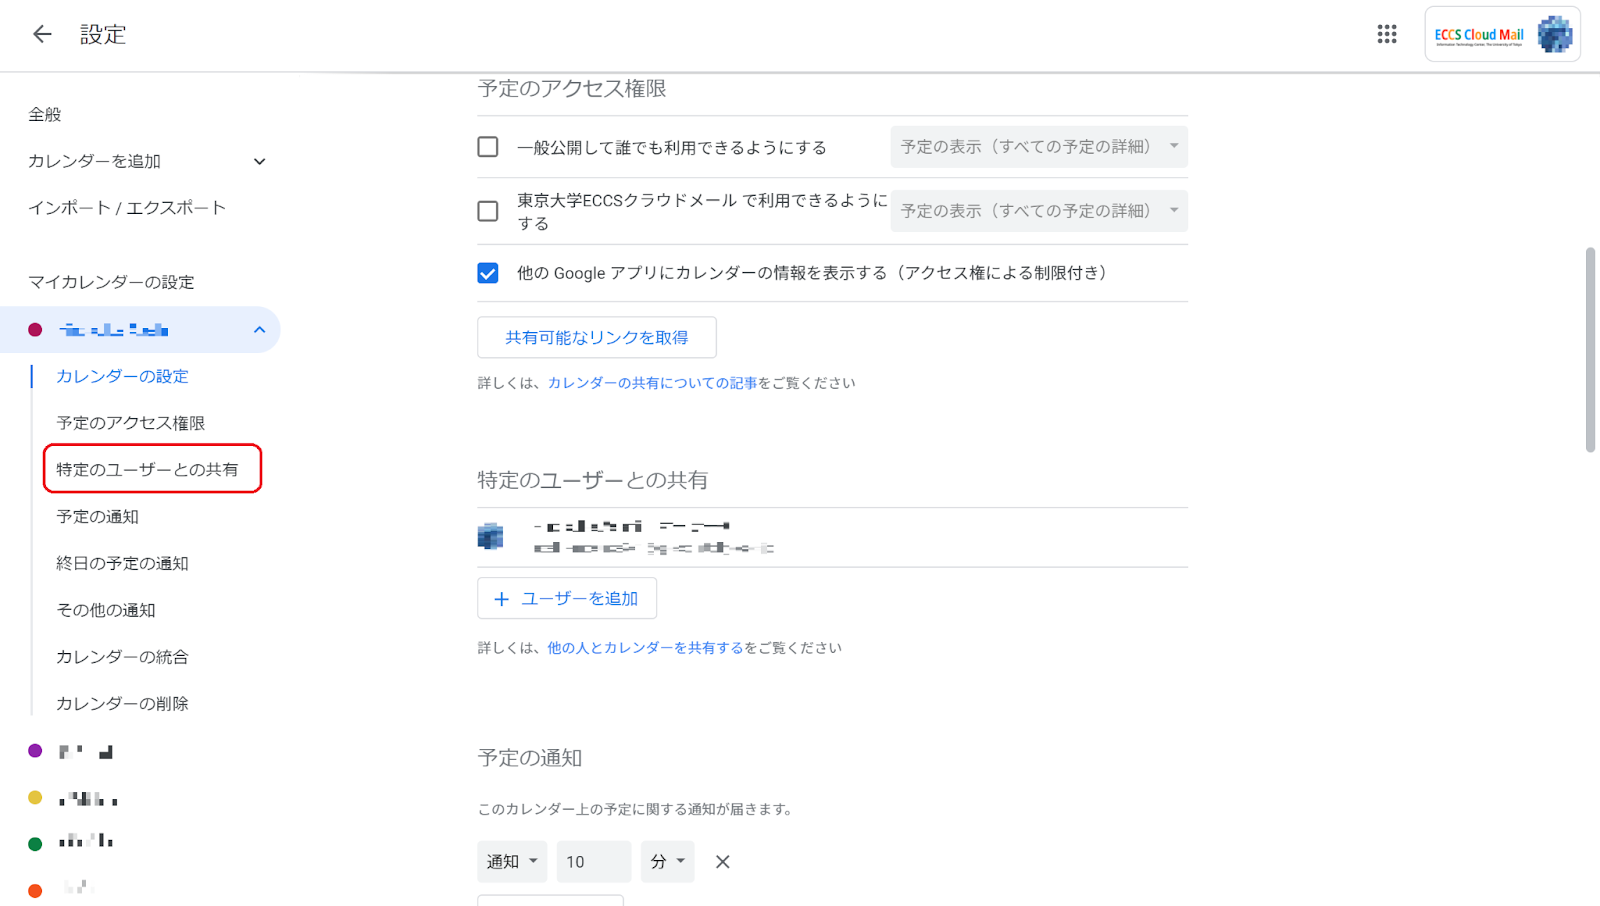 設定
ECCS Cloud Mail
Information Technology Center, The University of Tokyo
全般
カレンダーを追加
インポート / エクスポート
マイカレンダーの設定
カレンダーの設定
予定のアクセス権限
特定のユーザーとの共有
予定の通知
終日の予定の通知
その他の通知
カレンダーの統合
カレンダーの削除
予定のアクセス権限
一般公開して誰でも利用できるようにする
予定の表示（すべての予定の詳細）
東京大学ECCSクラウドメール で利用できるように
する
予定の表示（すべての予定の詳細）
他の Google アプリにカレンダーの情報を表示する（アクセス権による制限付き）
共有可能なリンクを取得
詳しくは、カレンダーの共有についての記事をご覧ください
特定のユーザーとの共有
ユーザーを追加
詳しくは、他の人とカレンダーを共有するをご覧ください
予定の通知
このカレンダー上の予定に関する通知が届きます。
通知 10 分